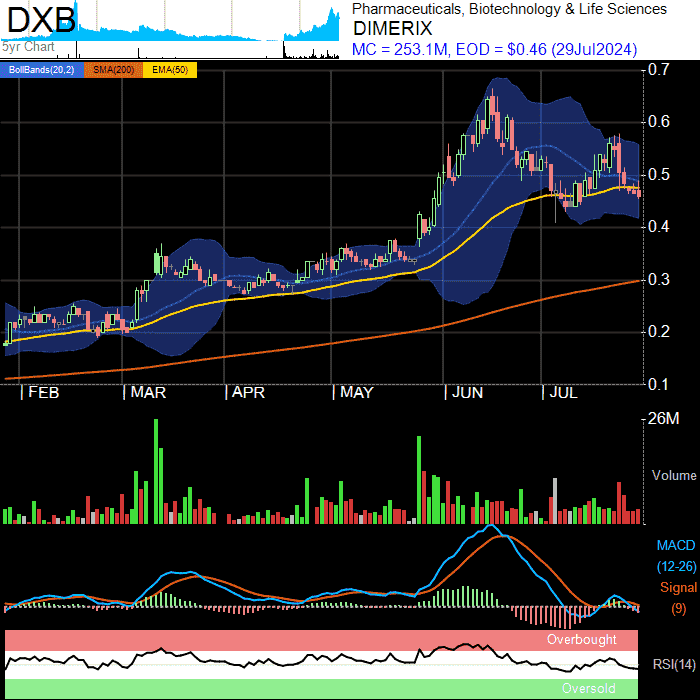 DXB
5yr Chart
Pharmaceuticals, Biotechnology & Life Sciences
DIMERIX
MC = 253.1M, EOD = $0.46 (29Jul2024)
BollBands(20,2) SMA(200) EMA(50)
0.7
0.6
0.5
0.4
0.3
0.2
0.1
FEB MAR APR MAY JUN JUL
26M
Volume
MACD
(12-26)
Signal
(9)
Overbought
RSI(14)
Oversold